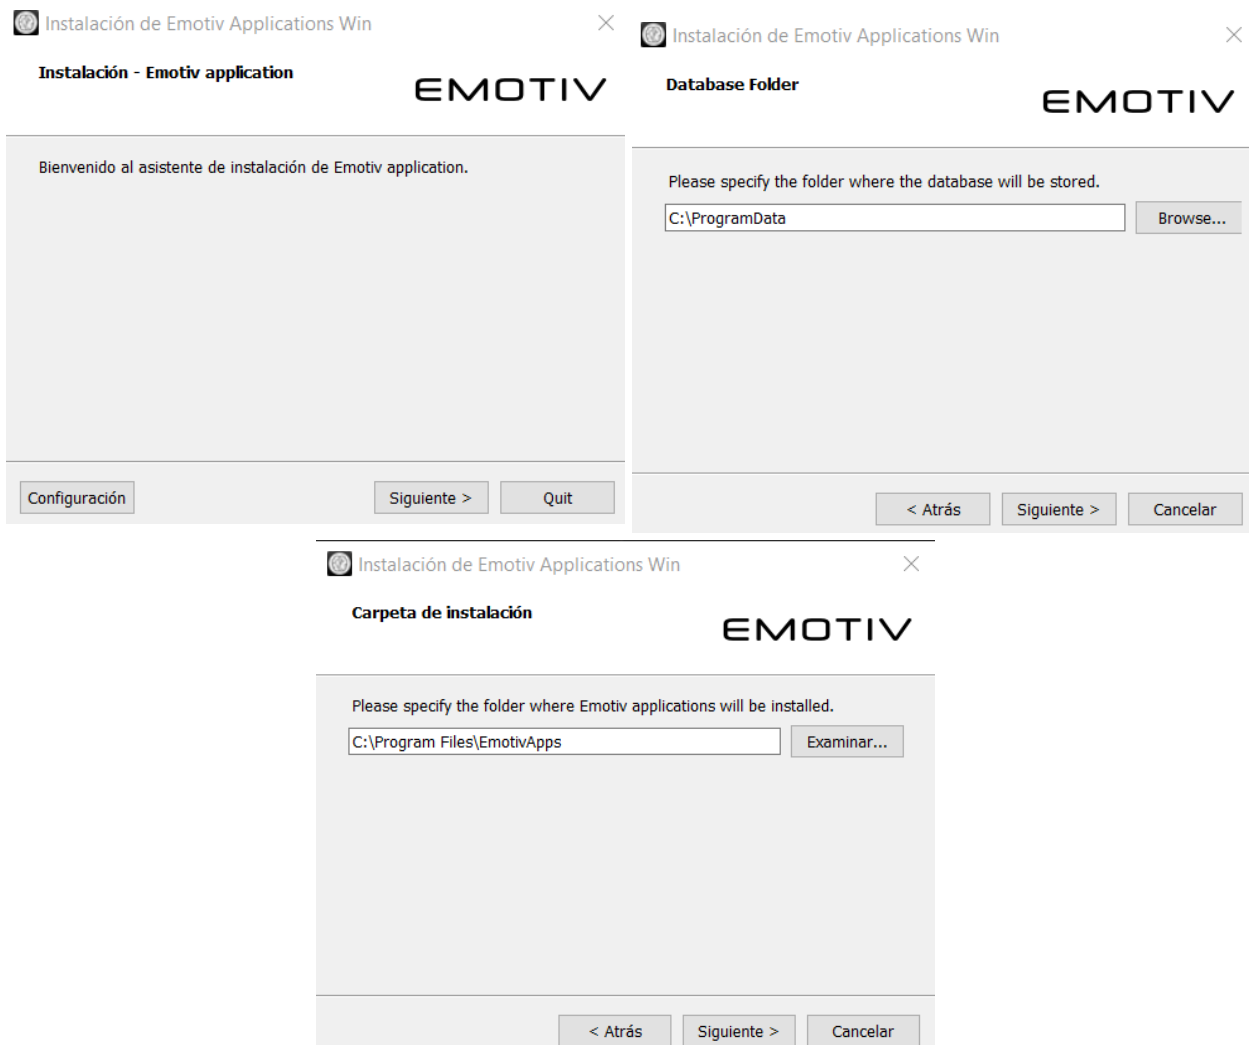 Instalación de Emotiv Applications Win
Instalación - Emotiv application
EMOTIV
Bienvenido al asistente de instalación de Emotiv application.
Configuración
Siguiente >
Quit
Instalación de Emotiv Applications Win
Database Folder
EMOTIV
Please specify the folder where the database will be stored.
C:\ProgramData
Browse...
< Atrás
Siguiente >
Cancelar
Instalación de Emotiv Applications Win
Carpeta de instalación
EMOTIV
Please specify the folder where Emotiv applications will be installed.
C:\Program Files\EmotivApps
Examinar...
< Atrás
Siguiente >
Cancelar